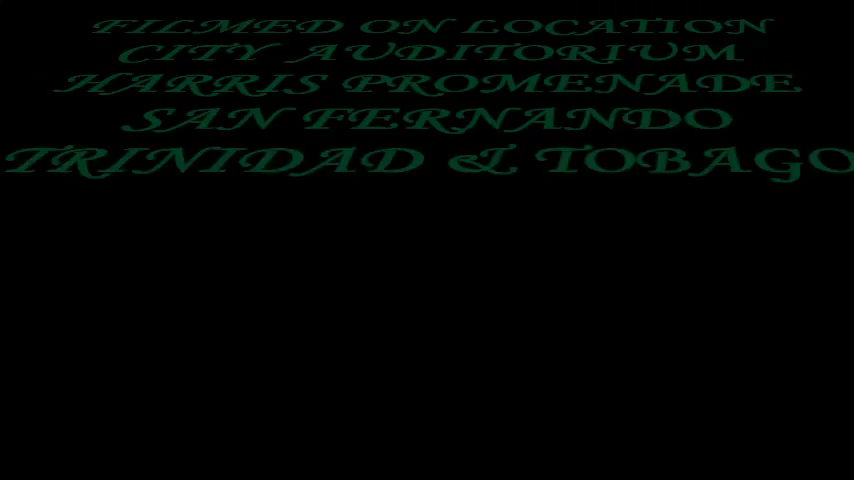 FILMED ON LOCATION
CITY AUDITORIUM
HARRIS PROMENADE
SAN FERNANDO
TRINIDAD & TOBAGO